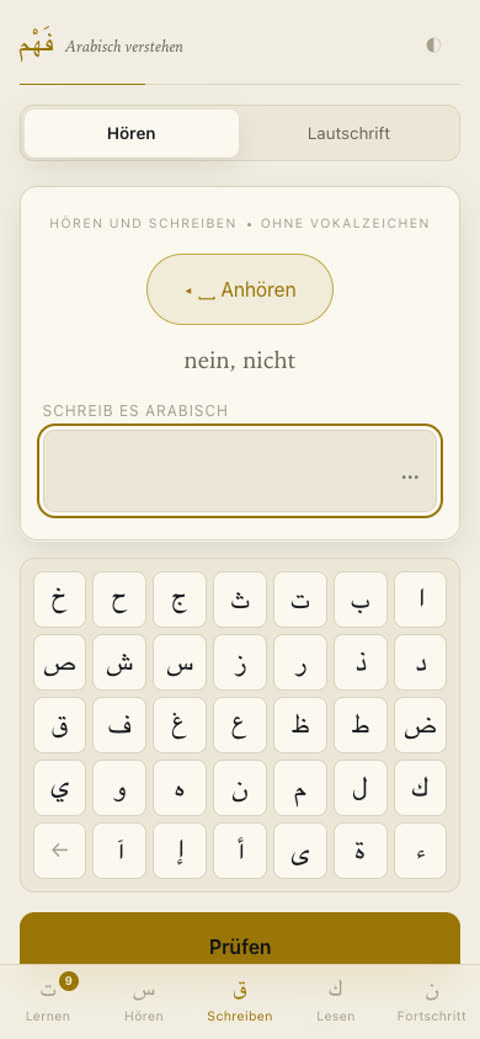 فَهْم Arabisch verstehen
Hören Lautschrift
HÖREN UND SCHREIBEN • OHNE VOKALZEICHEN
Anhören
nein, nicht
SCHREIB ES ARABISCH
...
ا ب ت ث ج ح خ
د ذ ر ز س ش ص
ض ط ظ ع غ ف ق
ك ل م ن ه و ي
ء ة ى أ إ آ ←
Prüfen
ت 9 س ق ك ن
Lernen Hören Schreiben Lesen Fortschritt